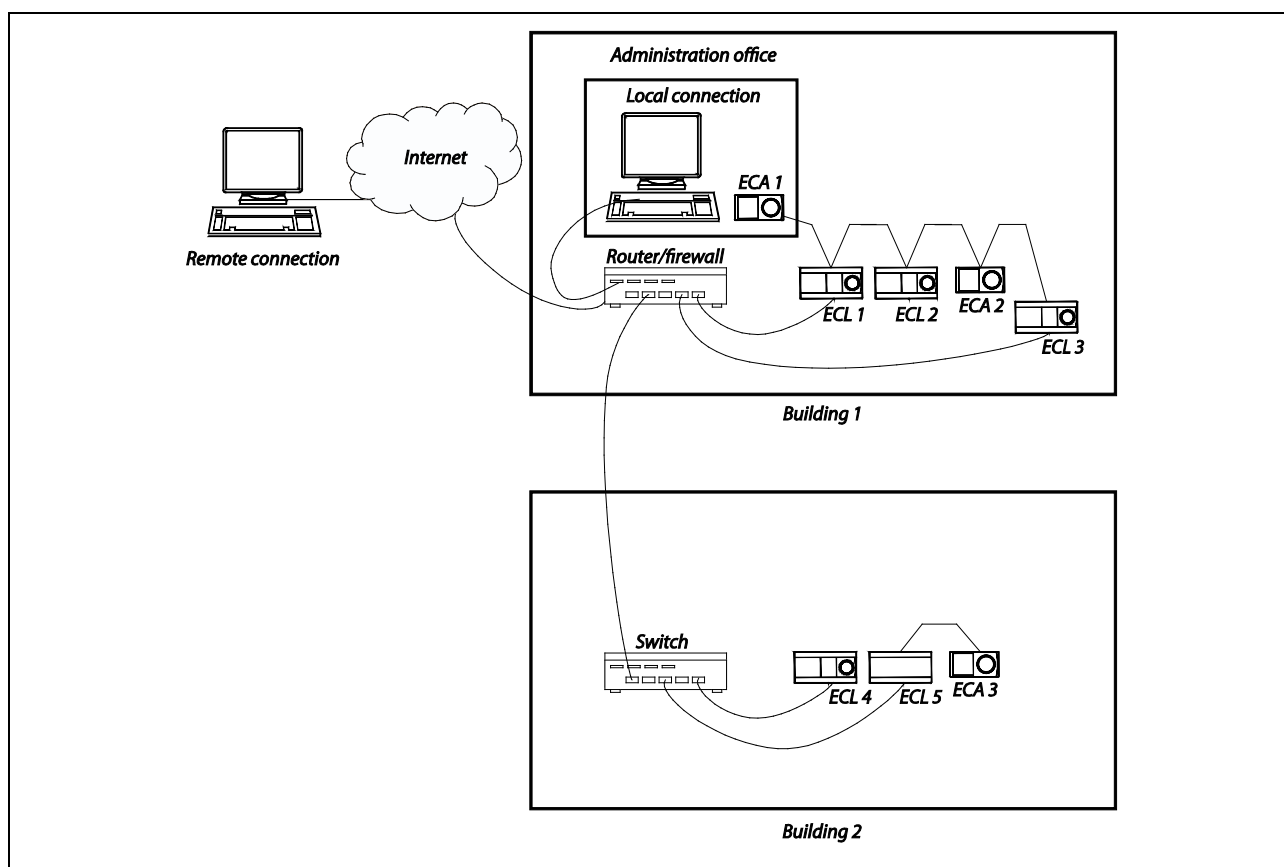 Administration office
Local connection
Internet
ECA 1
Remote connection
Router/firewall
ECL 1
ECL 2
ECA 2
ECL 3
Building 1
Switch
ECL 4
ECL 5
ECA 3
Building 2